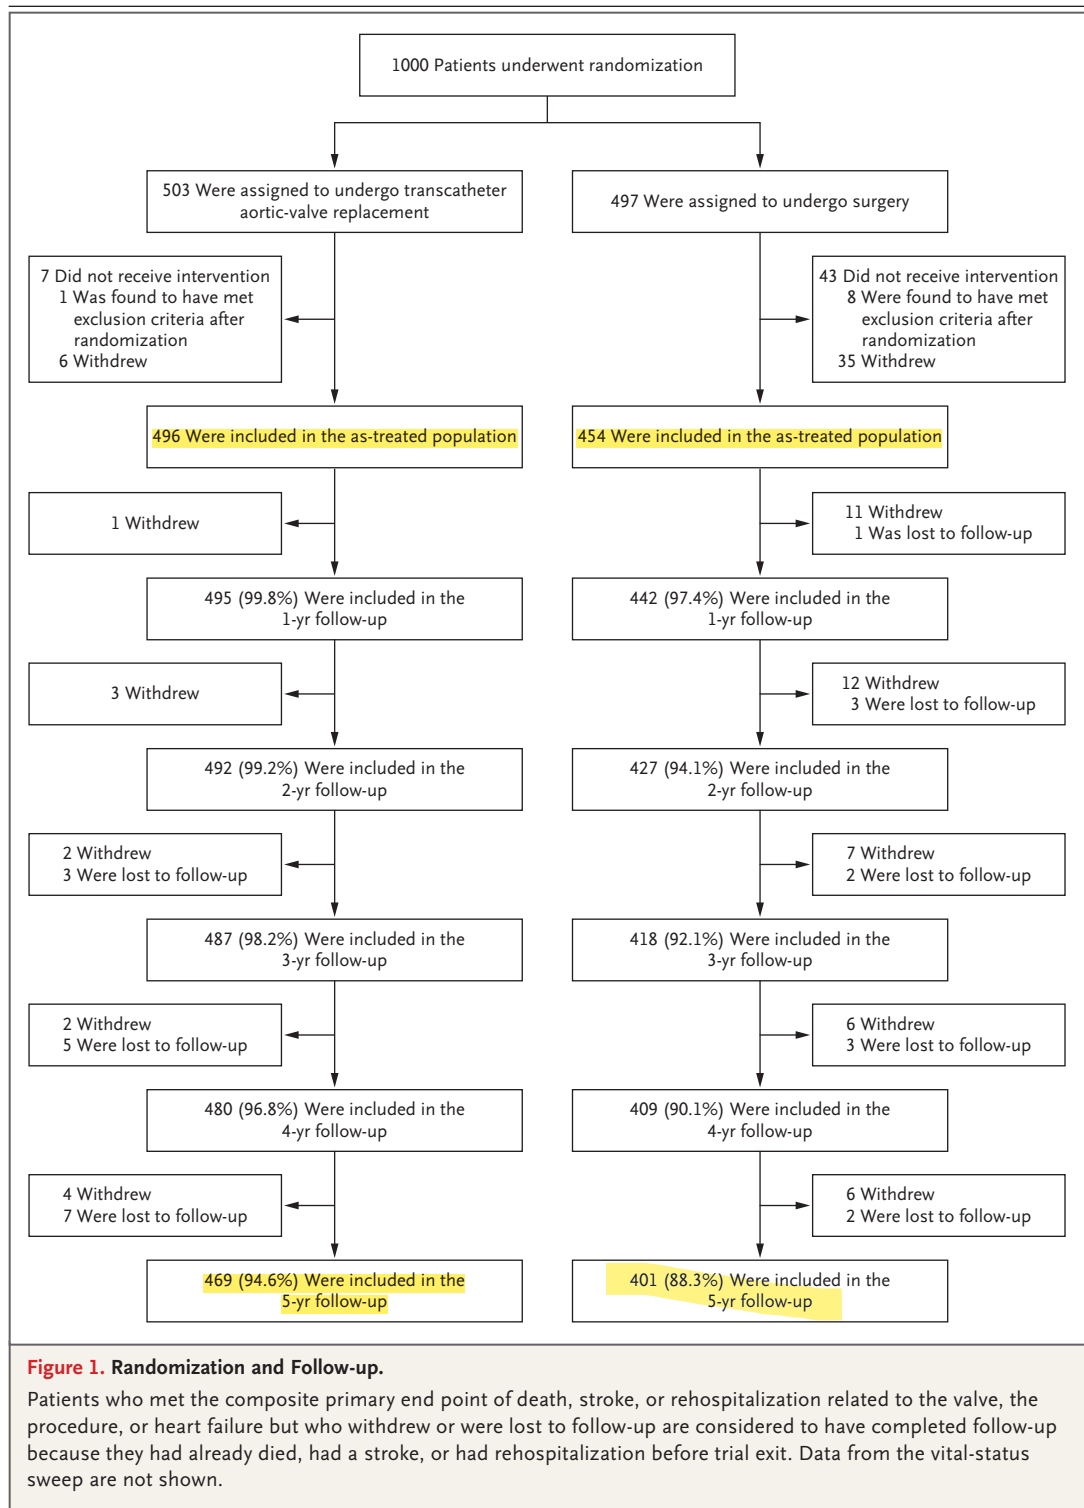 1000 Patients underwent randomization
503 Were assigned to undergo transcatheter
aortic-valve replacement
497 Were assigned to undergo surgery
7 Did not receive intervention
1 Was found to have met
exclusion criteria after
randomization
6 Withdrew
43 Did not receive intervention
8 Were found to have met
exclusion criteria after
randomization
35 Withdrew
496 Were included in the as-treated population
454 Were included in the as-treated population
1 Withdrew
11 Withdrew
1 Was lost to follow-up
495 (99.8%) Were included in the
1-yr follow-up
442 (97.4%) Were included in the
1-yr follow-up
3 Withdrew
12 Withdrew
3 Were lost to follow-up
492 (99.2%) Were included in the
2-yr follow-up
427 (94.1%) Were included in the
2-yr follow-up
2 Withdrew
3 Were lost to follow-up
7 Withdrew
2 Were lost to follow-up
487 (98.2%) Were included in the
3-yr follow-up
418 (92.1%) Were included in the
3-yr follow-up
2 Withdrew
5 Were lost to follow-up
6 Withdrew
3 Were lost to follow-up
480 (96.8%) Were included in the
4-yr follow-up
409 (90.1%) Were included in the
4-yr follow-up
4 Withdrew
7 Were lost to follow-up
6 Withdrew
2 Were lost to follow-up
469 (94.6%) Were included in the
5-yr follow-up
401 (88.3%) Were included in the
5-yr follow-up
Figure 1. Randomization and Follow-up.
Patients who met the composite primary end point of death, stroke, or rehospitalization related to the valve, the
procedure, or heart failure but who withdrew or were lost to follow-up are considered to have completed follow-up
because they had already died, had a stroke, or had rehospitalization before trial exit. Data from the vital-status
sweep are not shown.